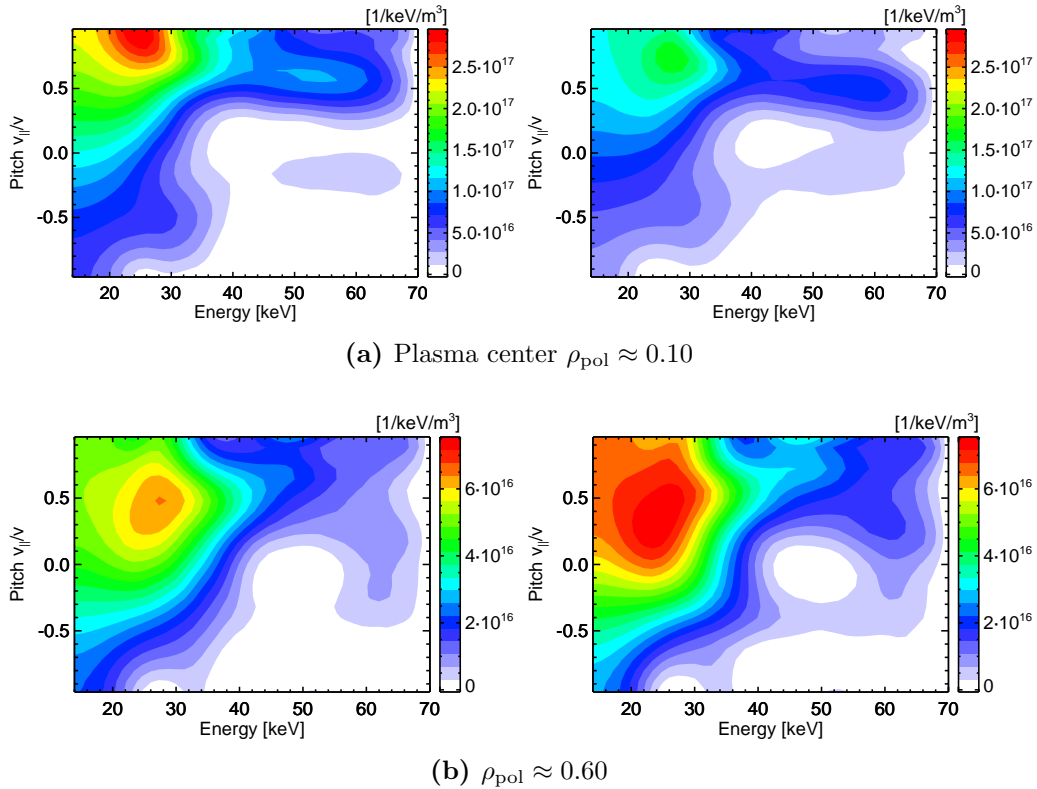 [1/keV/m³] [1/keV/m³]
2.5·10¹⁷ 2.5·10¹⁷
0.5 2.0·10¹⁷ 0.5 2.0·10¹⁷
Pitch v||/v 0.0 1.5·10¹⁷ Pitch v||/v 0.0 1.5·10¹⁷
1.0·10¹⁷ 1.0·10¹⁷
-0.5 5.0·10¹⁶ -0.5 5.0·10¹⁶
0 0
20 30 40 50 60 70 20 30 40 50 60 70
Energy [keV] Energy [keV]
(a) Plasma center ρpol ≈ 0.10
[1/keV/m³] [1/keV/m³]
6·10¹⁶ 6·10¹⁶
0.5 0.5
Pitch v||/v 0.0 4·10¹⁶ Pitch v||/v 0.0 4·10¹⁶
-0.5 2·10¹⁶ -0.5 2·10¹⁶
0 0
20 30 40 50 60 70 20 30 40 50 60 70
Energy [keV] Energy [keV]
(b) ρpol ≈ 0.60